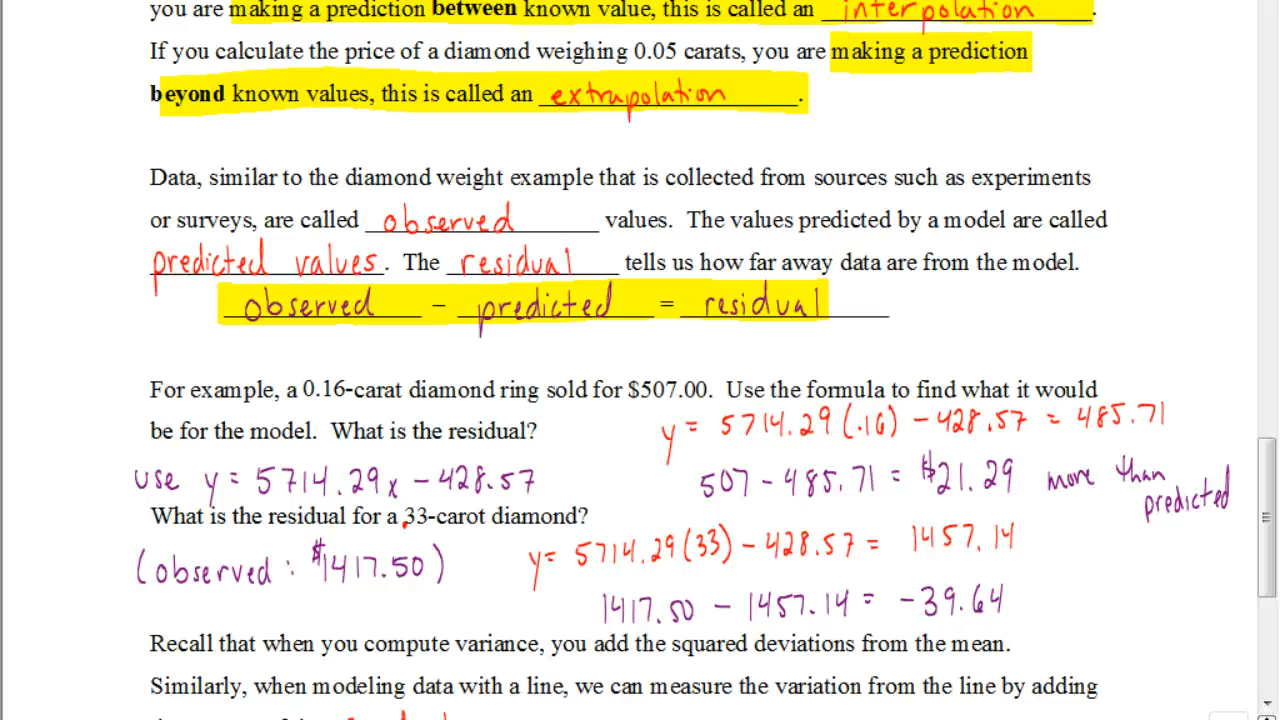 you are making a prediction between known value, this is called an interpolation.
If you calculate the price of a diamond weighing 0.05 carats, you are making a prediction
beyond known values, this is called an extrapolation.
Data, similar to the diamond weight example that is collected from sources such as experiments
or surveys, are called observed values. The values predicted by a model are called
predicted values. The residual tells us how far away data are from the model.
observed - predicted = residual
For example, a 0.16-carat diamond ring sold for $507.00. Use the formula to find what it would
y = 5714.29(.16) - 428.57 = 485.71
be for the model. What is the residual?
use y = 5714.29x - 428.57
507 - 485.71 = $21.29 more than predicted
What is the residual for a .33-carot diamond?
y = 5714.29(33) - 428.57 = 1457.14
(observed: $1417.50)
1417.50 - 1457.14 = -39.64
Recall that when you compute variance, you add the squared deviations from the mean.
Similarly, when modeling data with a line, we can measure the variation from the line by adding